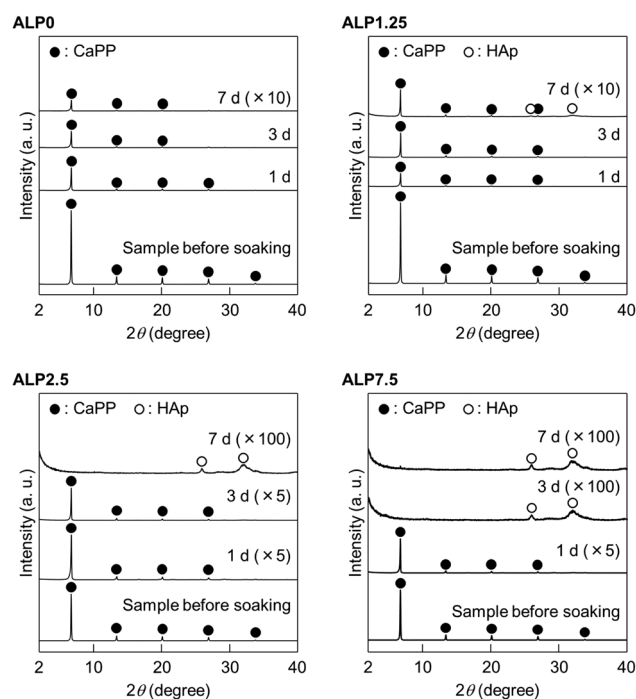 ALP0
● : CaPP
7 d (×10)
3 d
1 d
Sample before soaking
Intensity (a. u.)
2 10 20 30 40
2θ (degree)
ALP1.25
● : CaPP ○ : HAp
7 d (×10)
3 d
1 d
Sample before soaking
Intensity (a. u.)
2 10 20 30 40
2θ (degree)
ALP2.5
● : CaPP ○ : HAp
7 d (×100)
3 d (×5)
1 d (×5)
Sample before soaking
Intensity (a. u.)
2 10 20 30 40
2θ (degree)
ALP7.5
● : CaPP ○ : HAp
7 d (×100)
3 d (×100)
1 d (×5)
Sample before soaking
Intensity (a. u.)
2 10 20 30 40
2θ (degree)